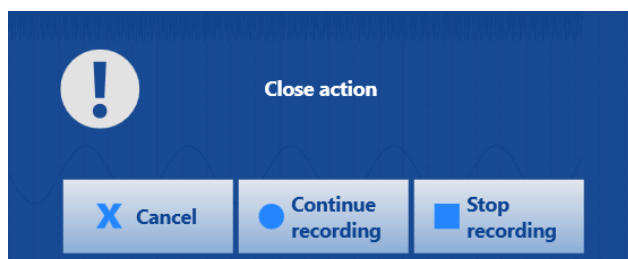 !
Close action
X Cancel
Continue
recording
Stop
recording